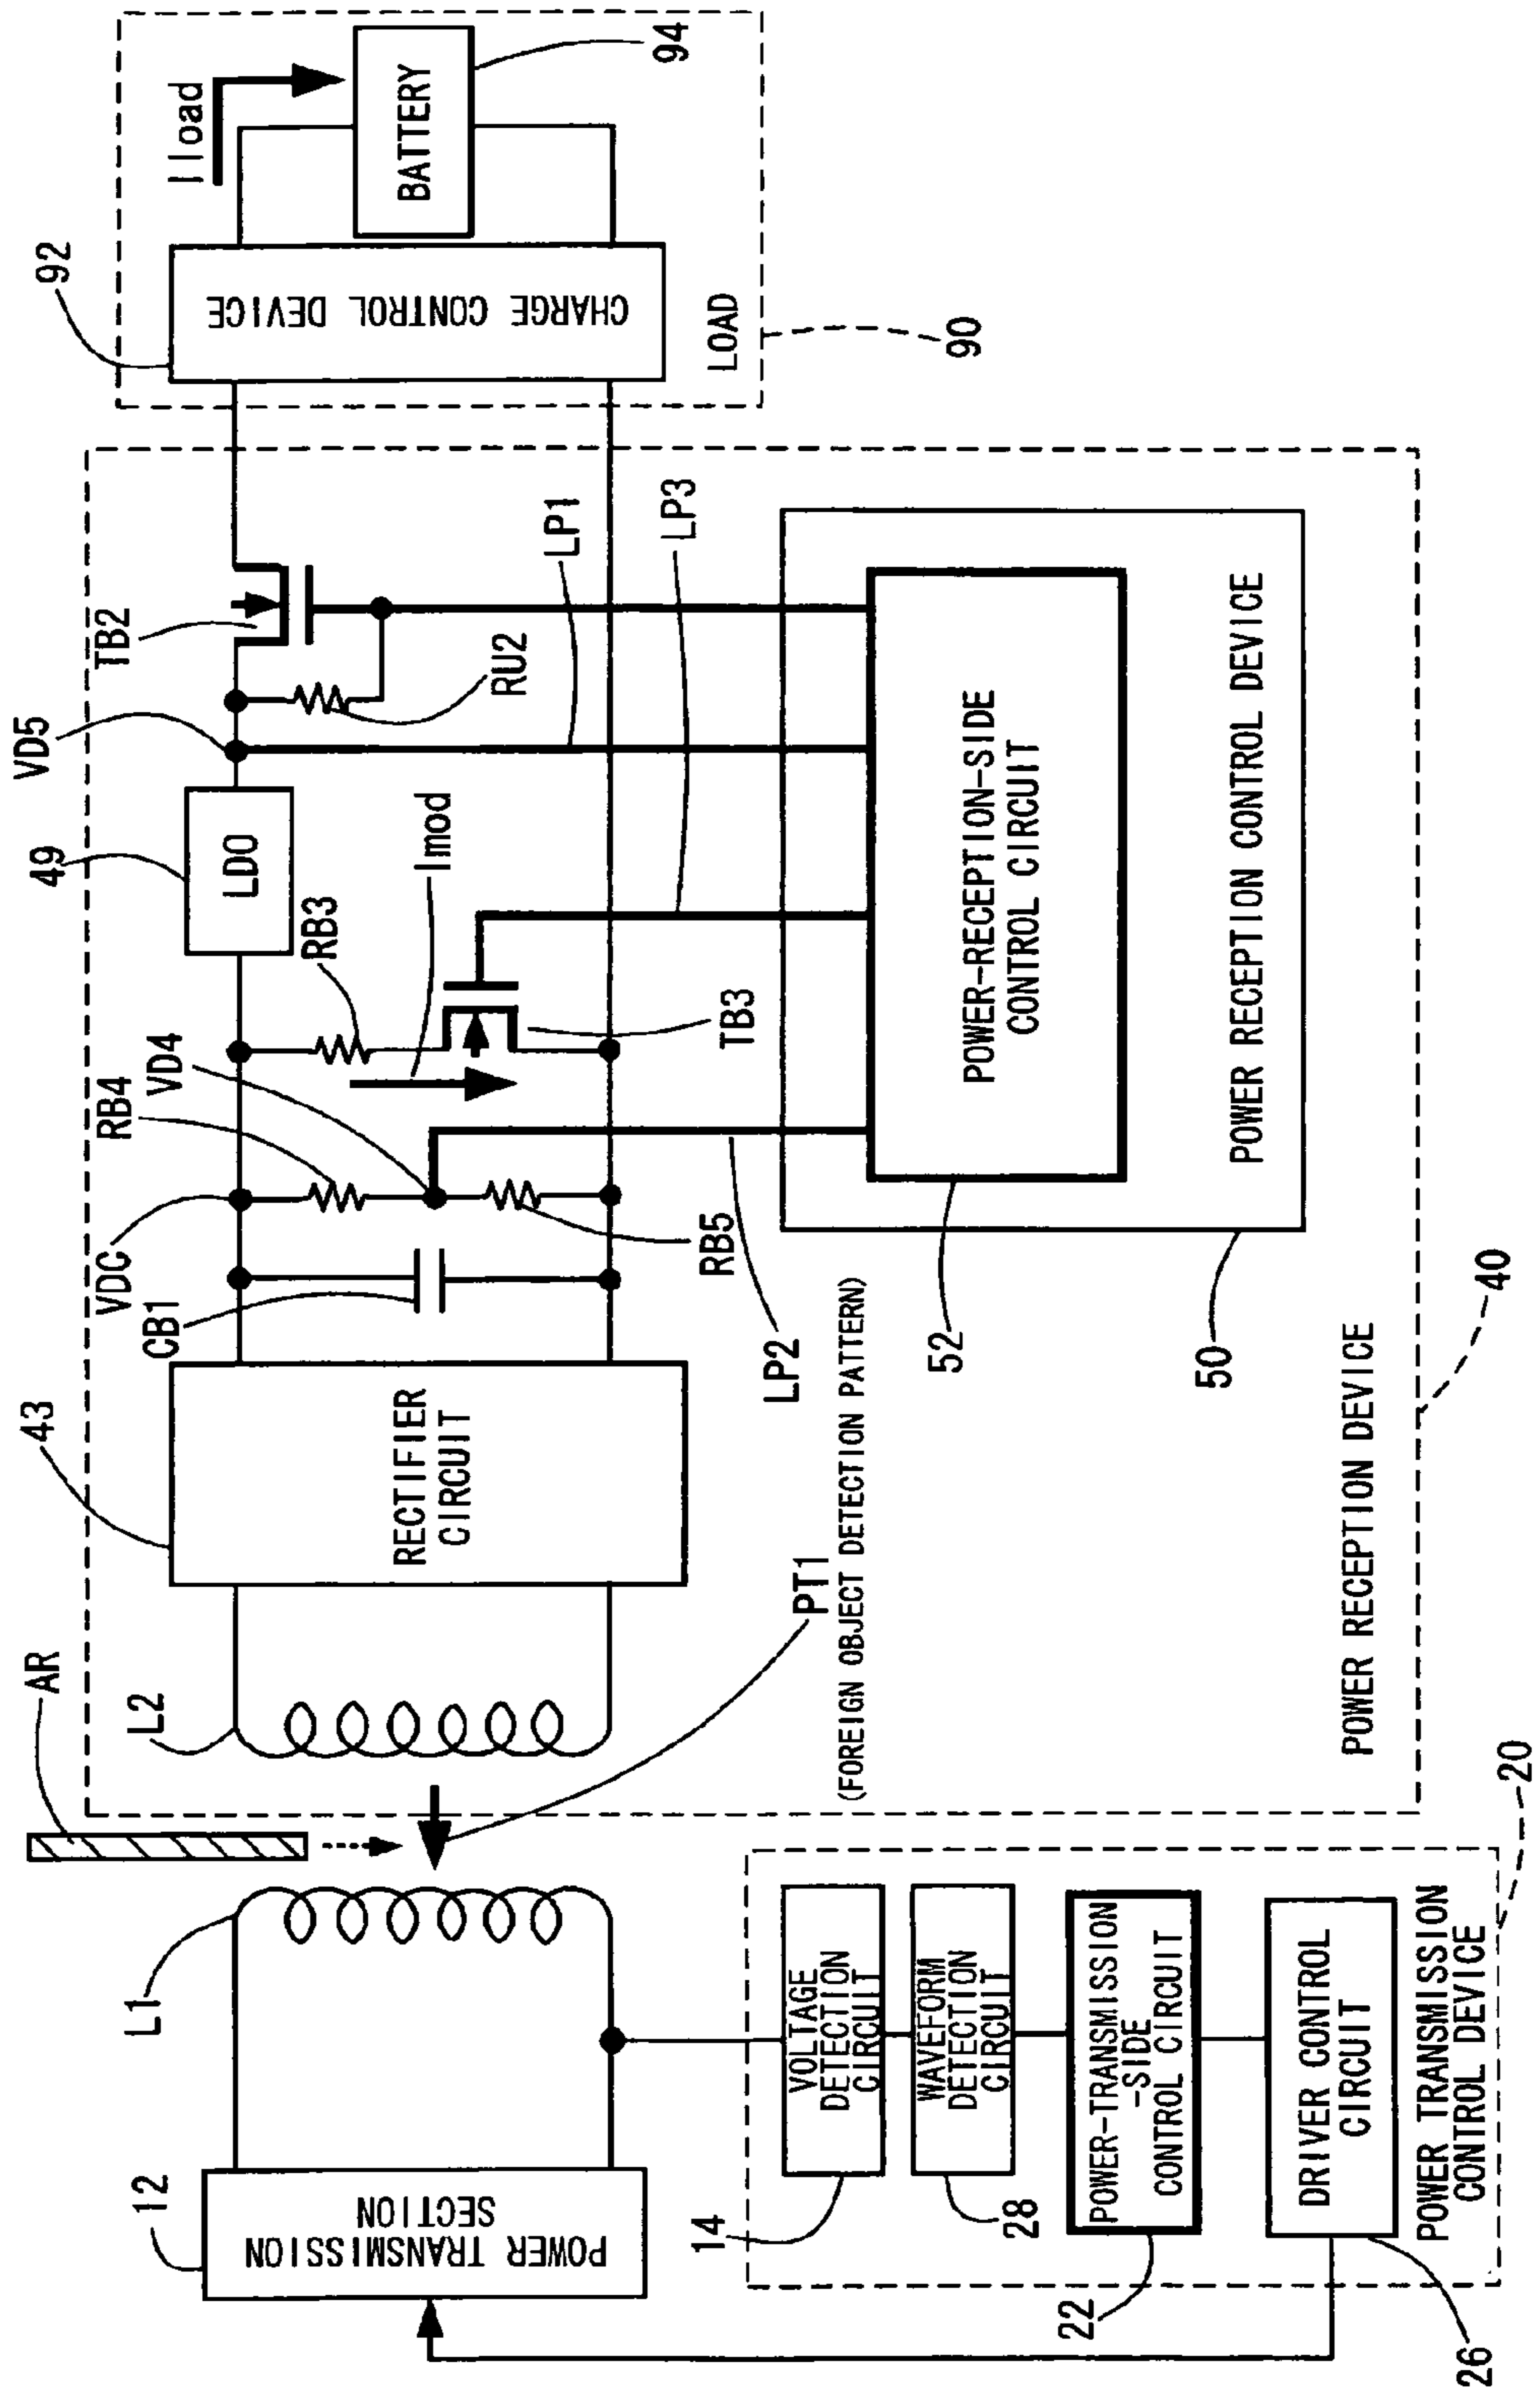 AR
L1
L2
43
RECTIFIER
CIRCUIT
CB1
VDC
RB4
VD4
RB3
49
LDO
VD5
TB2
RU2
92
CHARGE CONTROL DEVICE
Iload
BATTERY
94
LOAD
90
12
POWER TRANSMISSION
SECTION
RB5
Imod
TB3
LP1
LP3
LP2
PT1
(FOREIGN OBJECT DETECTION PATTERN)
14
VOLTAGE
DETECTION
CIRCUIT
28
WAVEFORM
DETECTION
CIRCUIT
22
POWER-TRANSMISSION
-SIDE
CONTROL CIRCUIT
26
DRIVER CONTROL
CIRCUIT
POWER TRANSMISSION
CONTROL DEVICE
20
52
POWER-RECEPTION-SIDE
CONTROL CIRCUIT
50
POWER RECEPTION CONTROL DEVICE
POWER RECEPTION DEVICE
40